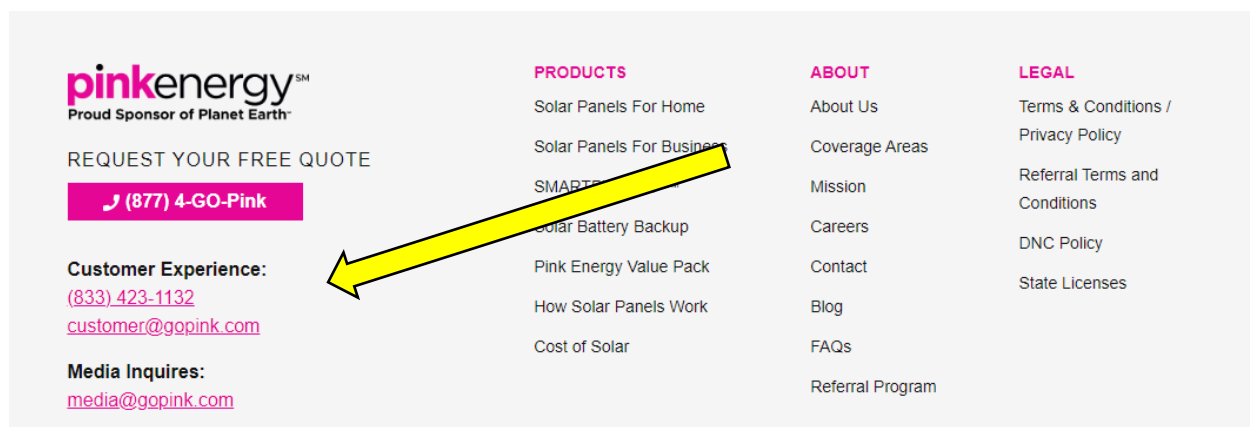 pinkenergy℠
Proud Sponsor of Planet Earth℠
REQUEST YOUR FREE QUOTE
(877) 4-GO-Pink
Customer Experience:
(833) 423-1132
customer@gopink.com
Media Inquires:
media@gopink.com
PRODUCTS
Solar Panels For Home
Solar Panels For Business
Solar Battery Backup
Pink Energy Value Pack
How Solar Panels Work
Cost of Solar
ABOUT
About Us
Coverage Areas
Mission
Careers
Contact
Blog
FAQs
Referral Program
LEGAL
Terms & Conditions /
Privacy Policy
Referral Terms and
Conditions
DNC Policy
State Licenses